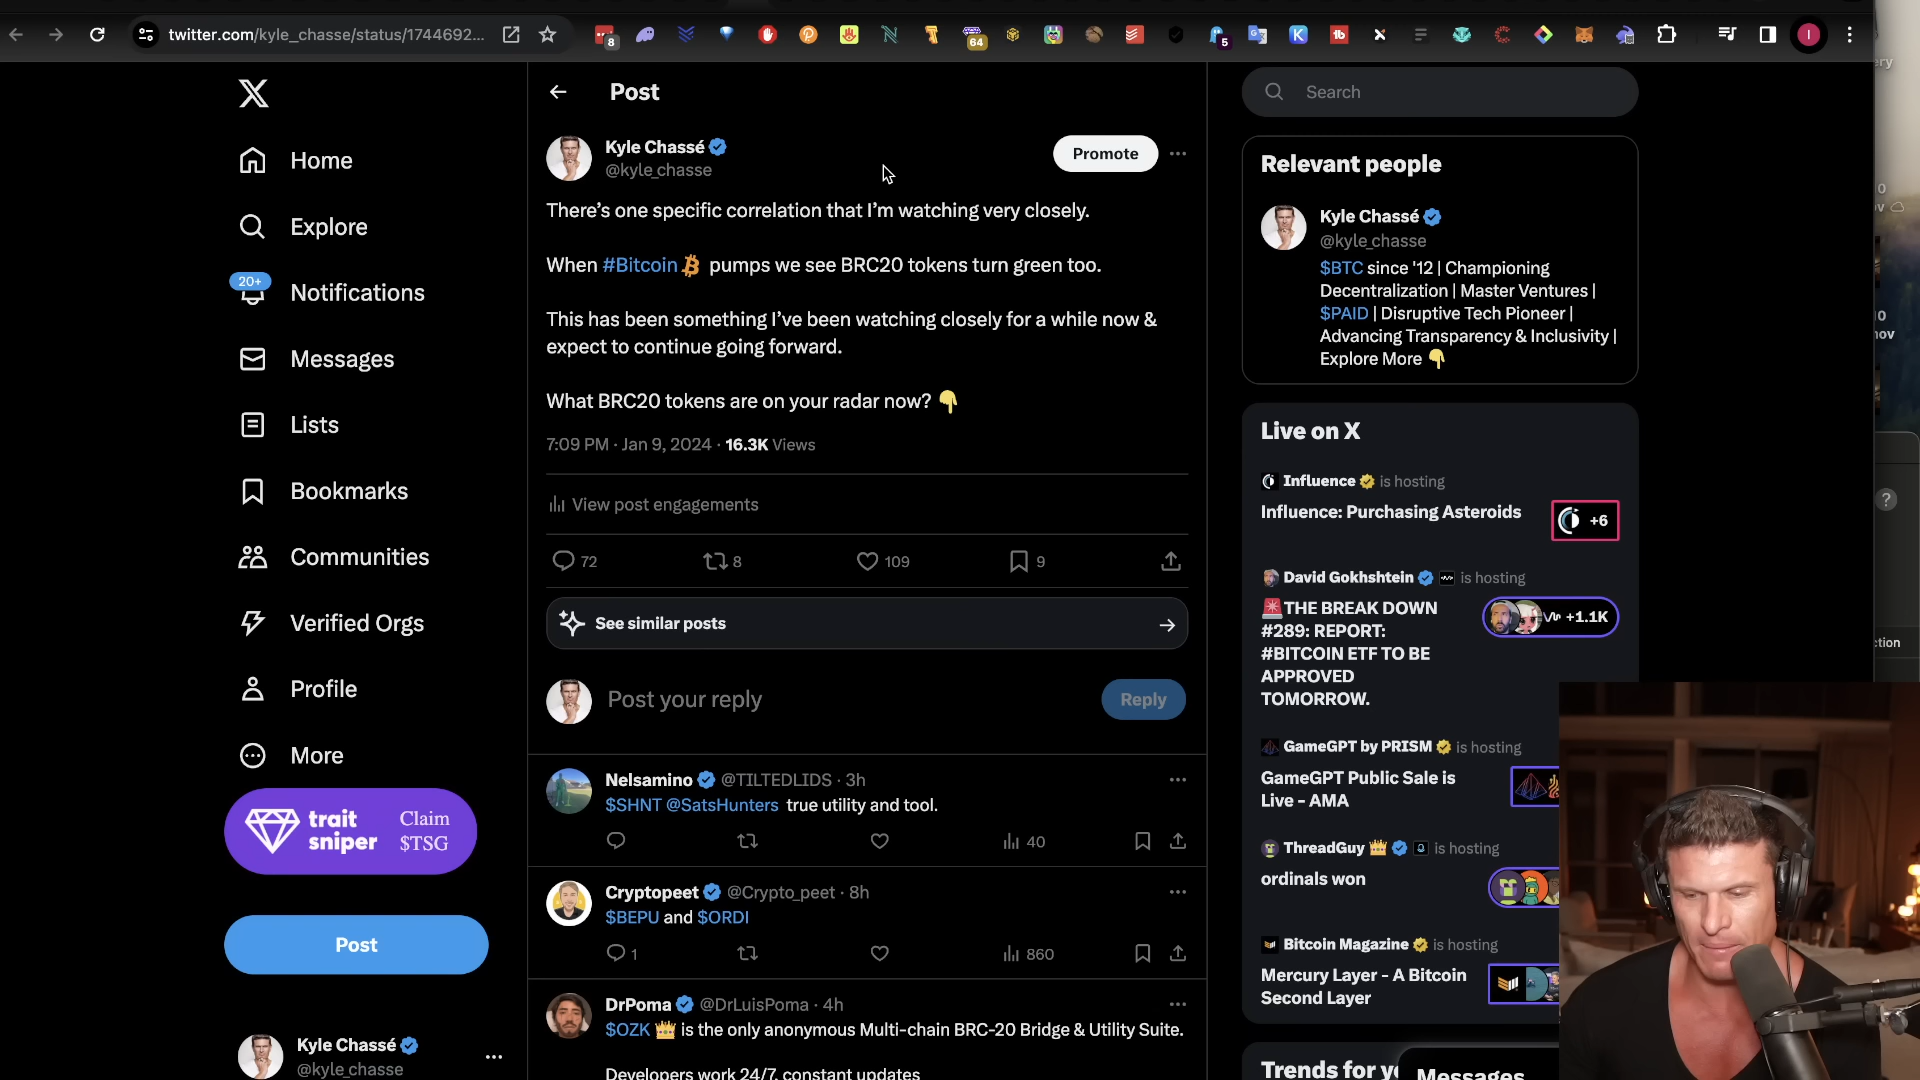 twitter.com/kyle_chasse/status/1744692...
8
64
5
Post
Search
Kyle Chassé
@kyle_chasse
Promote
There's one specific correlation that I'm watching very closely.
When #Bitcoin pumps we see BRC20 tokens turn green too.
This has been something I've been watching closely for a while now &
expect to continue going forward.
What BRC20 tokens are on your radar now? 👇
7:09 PM · Jan 9, 2024 · 16.3K Views
View post engagements
72
8
109
9
See similar posts
Post your reply
Reply
Nelsamino @TILTEDLIDS · 3h
$SHNT @SatsHunters true utility and tool.
40
Cryptopeet @Crypto_peet · 8h
$BEPU and $ORDI
1
860
DrPoma @DrLuisPoma · 4h
$OZK 👑 is the only anonymous Multi-chain BRC-20 Bridge & Utility Suite.
Developers work 24/7, constant updates
Home
Explore
20+
Notifications
Messages
Lists
Bookmarks
Communities
Verified Orgs
Profile
More
trait
sniper
Claim
$TSG
Post
Kyle Chassé
@kyle_chasse
Relevant people
Kyle Chassé
@kyle_chasse
$BTC since '12 | Championing
Decentralization | Master Ventures |
$PAID | Disruptive Tech Pioneer |
Advancing Transparency & Inclusivity |
Explore More 👇
Live on X
Influence is hosting
Influence: Purchasing Asteroids
+6
David Gokhshtein is hosting
🚨THE BREAK DOWN
#289: REPORT:
#BITCOIN ETF TO BE
APPROVED
TOMORROW.
+1.1K
GameGPT by PRISM is hosting
GameGPT Public Sale is
Live - AMA
ThreadGuy 👑 is hosting
ordinals won
Bitcoin Magazine is hosting
Mercury Layer - A Bitcoin
Second Layer
Trends for
Messages